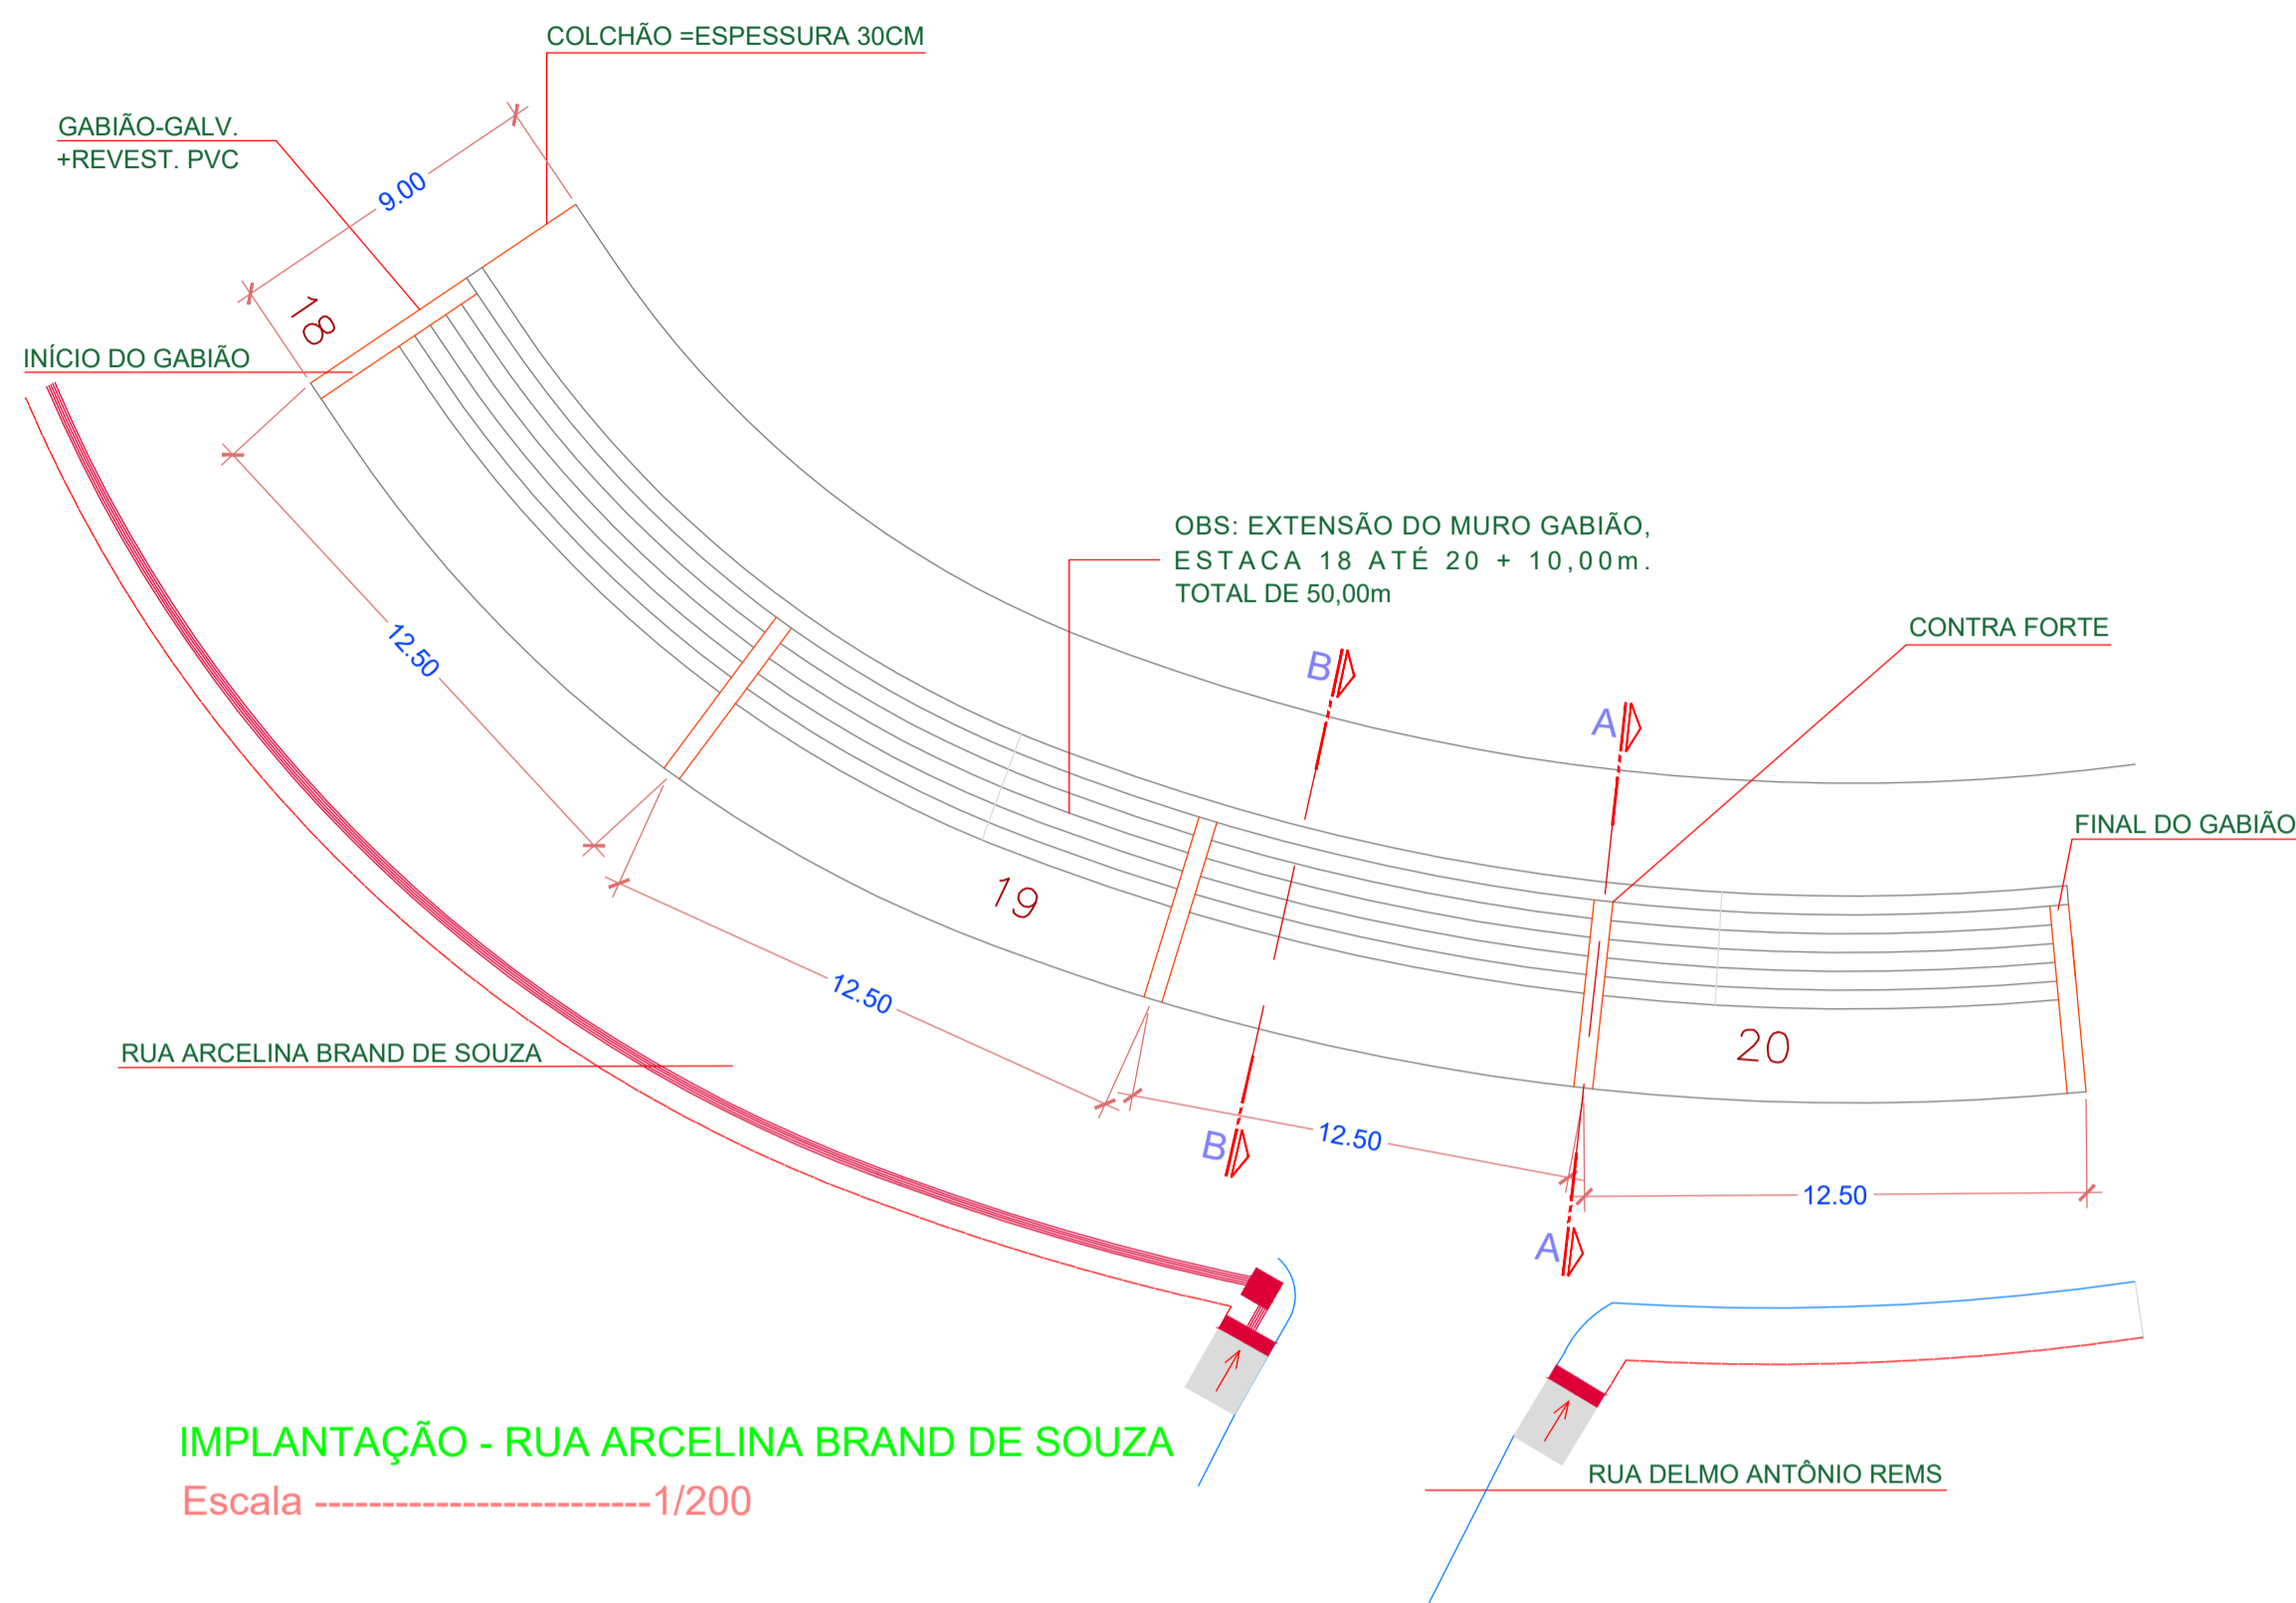 COLCHÃO =ESPESSURA 30CM
GABIÃO-GALV.
+REVEST. PVC
9.00
18
INÍCIO DO GABIÃO
OBS: EXTENSÃO DO MURO GABIÃO,
ESTACA 18 ATÉ 20 + 10,00m.
TOTAL DE 50,00m
12.50
CONTRA FORTE
B
A
FINAL DO GABIÃO
19
12.50
RUA ARCELINA BRAND DE SOUZA
20
B
12.50
12.50
A
IMPLANTAÇÃO - RUA ARCELINA BRAND DE SOUZA
Escala -------------------------1/200
RUA DELMO ANTÔNIO REMS